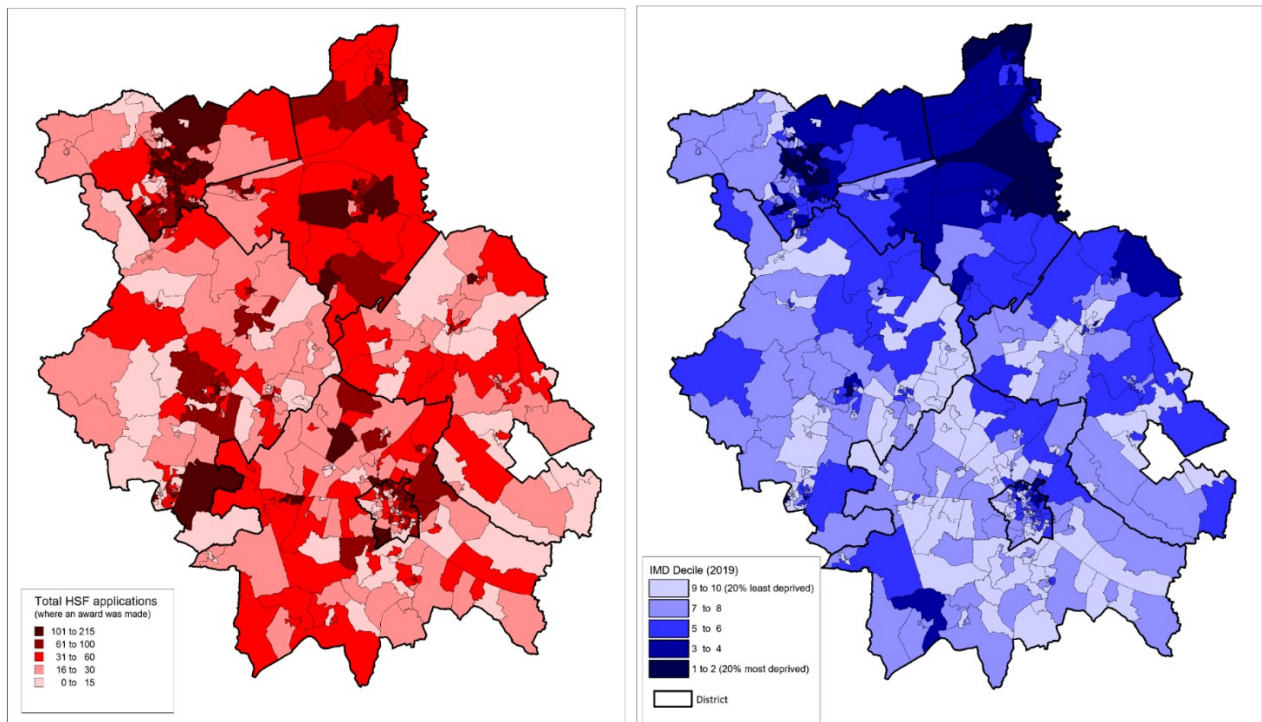 Total HSF applications
(where an award was made)
101 to 215
61 to 100
31 to 60
16 to 30
0 to 15
IMD Decile (2019)
9 to 10 (20% least deprived)
7 to 8
5 to 6
3 to 4
1 to 2 (20% most deprived)
District